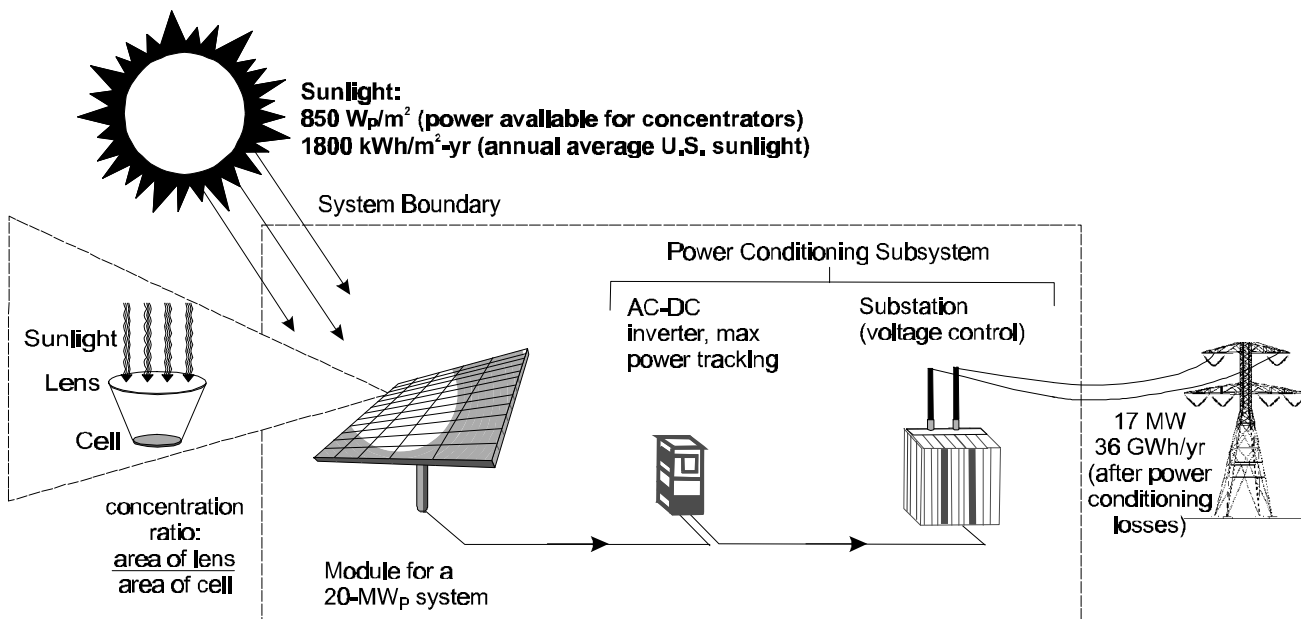 Sunlight:
850 Wₚ/m² (power available for concentrators)
1800 kWh/m²-yr (annual average U.S. sunlight)
System Boundary
Power Conditioning Subsystem
AC-DC
inverter, max
power tracking
Substation
(voltage control)
Sunlight
Lens
Cell
concentration
ratio:
area of lens
area of cell
Module for a
20-MWₚ system
17 MW
36 GWh/yr
(after power
conditioning
losses)